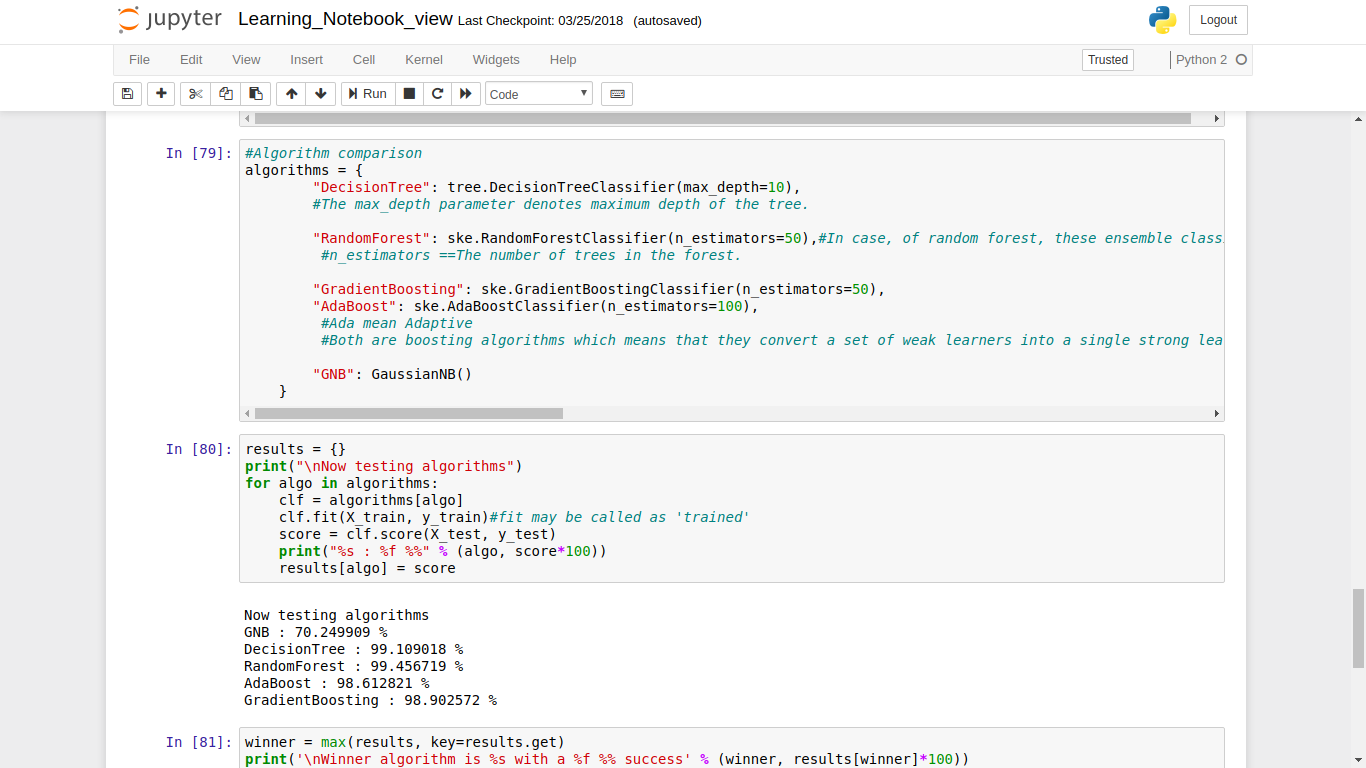 jupyter Learning_Notebook_view Last Checkpoint: 03/25/2018 (autosaved) Logout
File Edit View Insert Cell Kernel Widgets Help Trusted Python 2
Run Code
In [79]: #Algorithm comparison
algorithms = {
"DecisionTree": tree.DecisionTreeClassifier(max_depth=10),
#The max_depth parameter denotes maximum depth of the tree.
"RandomForest": ske.RandomForestClassifier(n_estimators=50),#In case, of random forest, these ensemble class
#n_estimators ==The number of trees in the forest.
"GradientBoosting": ske.GradientBoostingClassifier(n_estimators=50),
"AdaBoost": ske.AdaBoostClassifier(n_estimators=100),
#Ada mean Adaptive
#Both are boosting algorithms which means that they convert a set of weak learners into a single strong lea
"GNB": GaussianNB()
}
In [80]: results = {}
print("\nNow testing algorithms")
for algo in algorithms:
clf = algorithms[algo]
clf.fit(X_train, y_train)#fit may be called as 'trained'
score = clf.score(X_test, y_test)
print("%s : %f %%" % (algo, score*100))
results[algo] = score
Now testing algorithms
GNB : 70.249909 %
DecisionTree : 99.109018 %
RandomForest : 99.456719 %
AdaBoost : 98.612821 %
GradientBoosting : 98.902572 %
In [81]: winner = max(results, key=results.get)
print('\nWinner algorithm is %s with a %f %% success' % (winner, results[winner]*100))